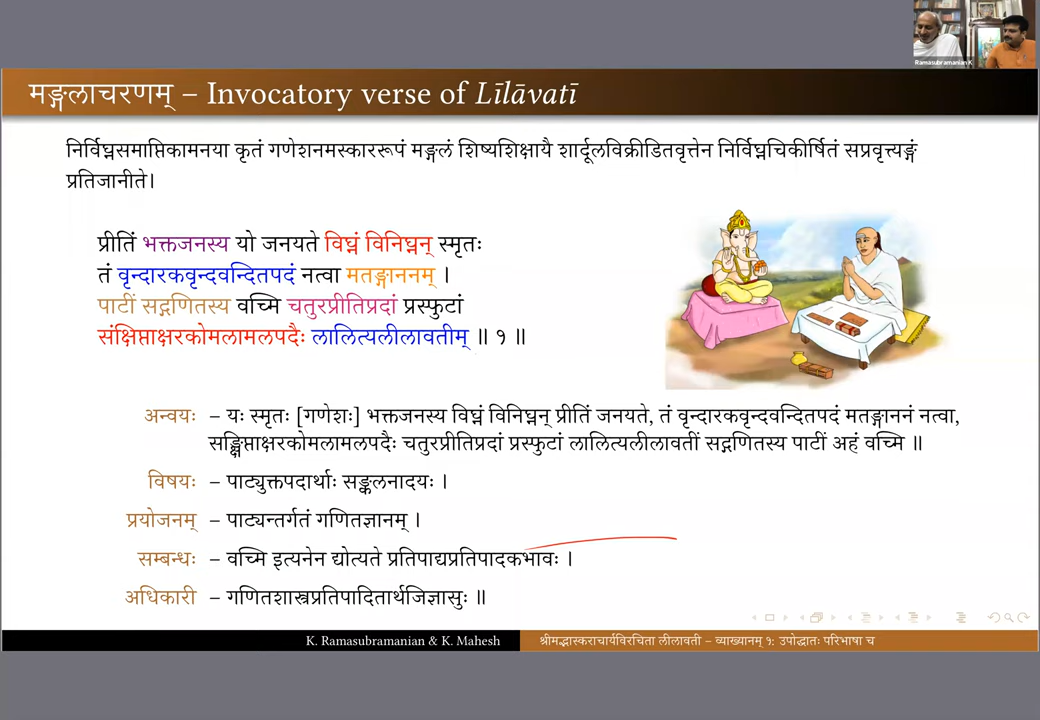 Ramasubramanian K
मङ्गलाचरणम् – Invocatory verse of Līlāvatī
निर्विघ्नसमाप्तिकामनया कृतं गणेशनमस्काररूपं मङ्गलं शिष्यशिक्षायै शार्दूलविक्रीडितवृत्तेन निर्विघ्नचिकीर्षितं सप्रवृत्त्यङ्गं
प्रतिजानीते।
प्रीतिं भक्तजनस्य यो जनयते विघ्नं विनिघ्नन् स्मृतः
तं वृन्दारकवृन्दवन्दितपदं नत्वा मतङ्गाननम् ।
पाटीं सद्गणितस्य वच्मि चतुरप्रीतिप्रदां प्रस्फुटां
संक्षिप्ताक्षरकोमलामलपदैः लालित्यलीलावतीम् ॥ १ ॥
अन्वयः – यः स्मृतः [गणेशः] भक्तजनस्य विघ्नं विनिघ्नन् प्रीतिं जनयते, तं वृन्दारकवृन्दवन्दितपदं मतङ्गाननं नत्वा,
सङ्क्षिप्ताक्षरकोमलामलपदैः चतुरप्रीतिप्रदां प्रस्फुटां लालित्यलीलावतीं सद्गणितस्य पाटीं अहं वच्मि ॥
विषयः – पाट्युक्तपदार्थाः सङ्कलनादयः ।
प्रयोजनम् – पाट्यन्तर्गतं गणितज्ञानम् ।
सम्बन्धः – वच्मि इत्यनेन द्योत्यते प्रतिपाद्यप्रतिपादकभावः ।
अधिकारी – गणितशास्त्रप्रतिपादितार्थजिज्ञासुः ॥
K. Ramasubramanian & K. Mahesh
श्रीमद्भास्कराचार्यविरचिता लीलावती – व्याख्यानम् १: उपोद्घातः परिभाषा च